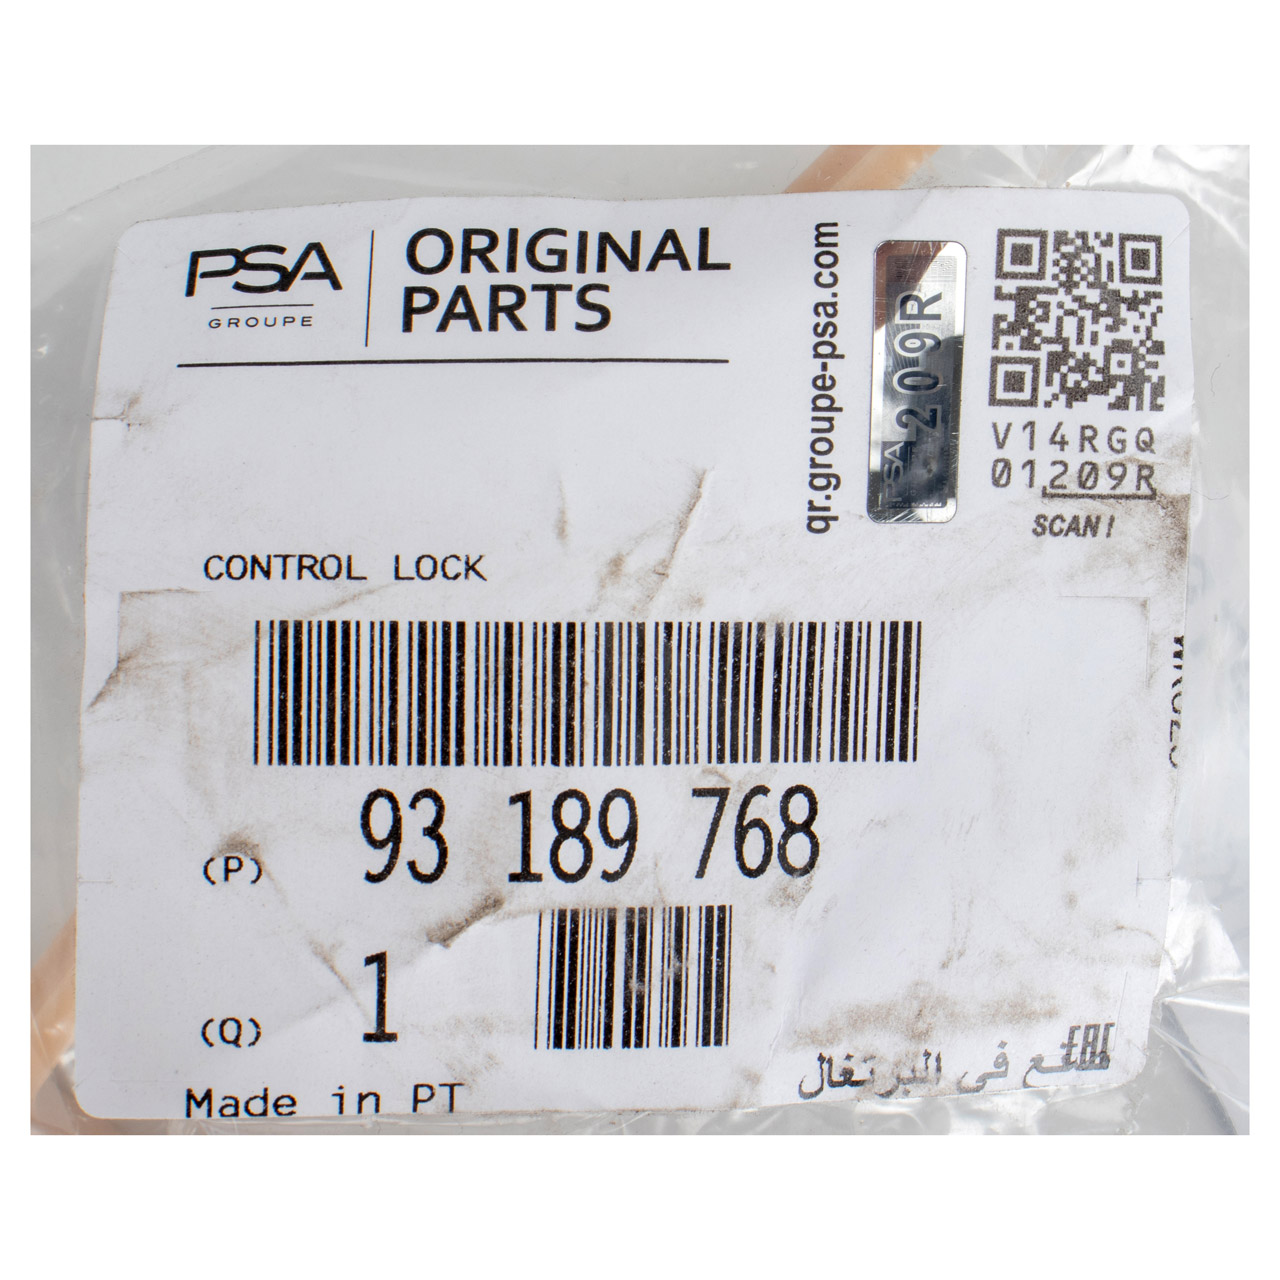 PSA
GROUPE
ORIGINAL
PARTS
qr.groupe-psa.com
PSA
209R
V14RGQ
01209R
SCAN!
CONTROL LOCK
(P) 93 189 768
(Q) 1
Made in PT
صنع في البرتغال
EAC